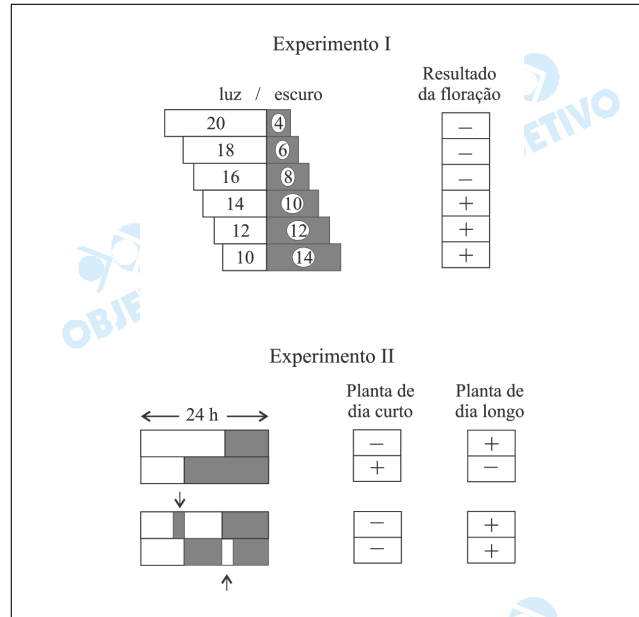 Experimento I
luz / escuro
Resultado
da floração
20 4 –
18 6 –
16 8 –
14 10 +
12 12 +
10 14 +
OBJETIVO
Experimento II
24 h
Planta de
dia curto
Planta de
dia longo
– +
+ –
– +
– +